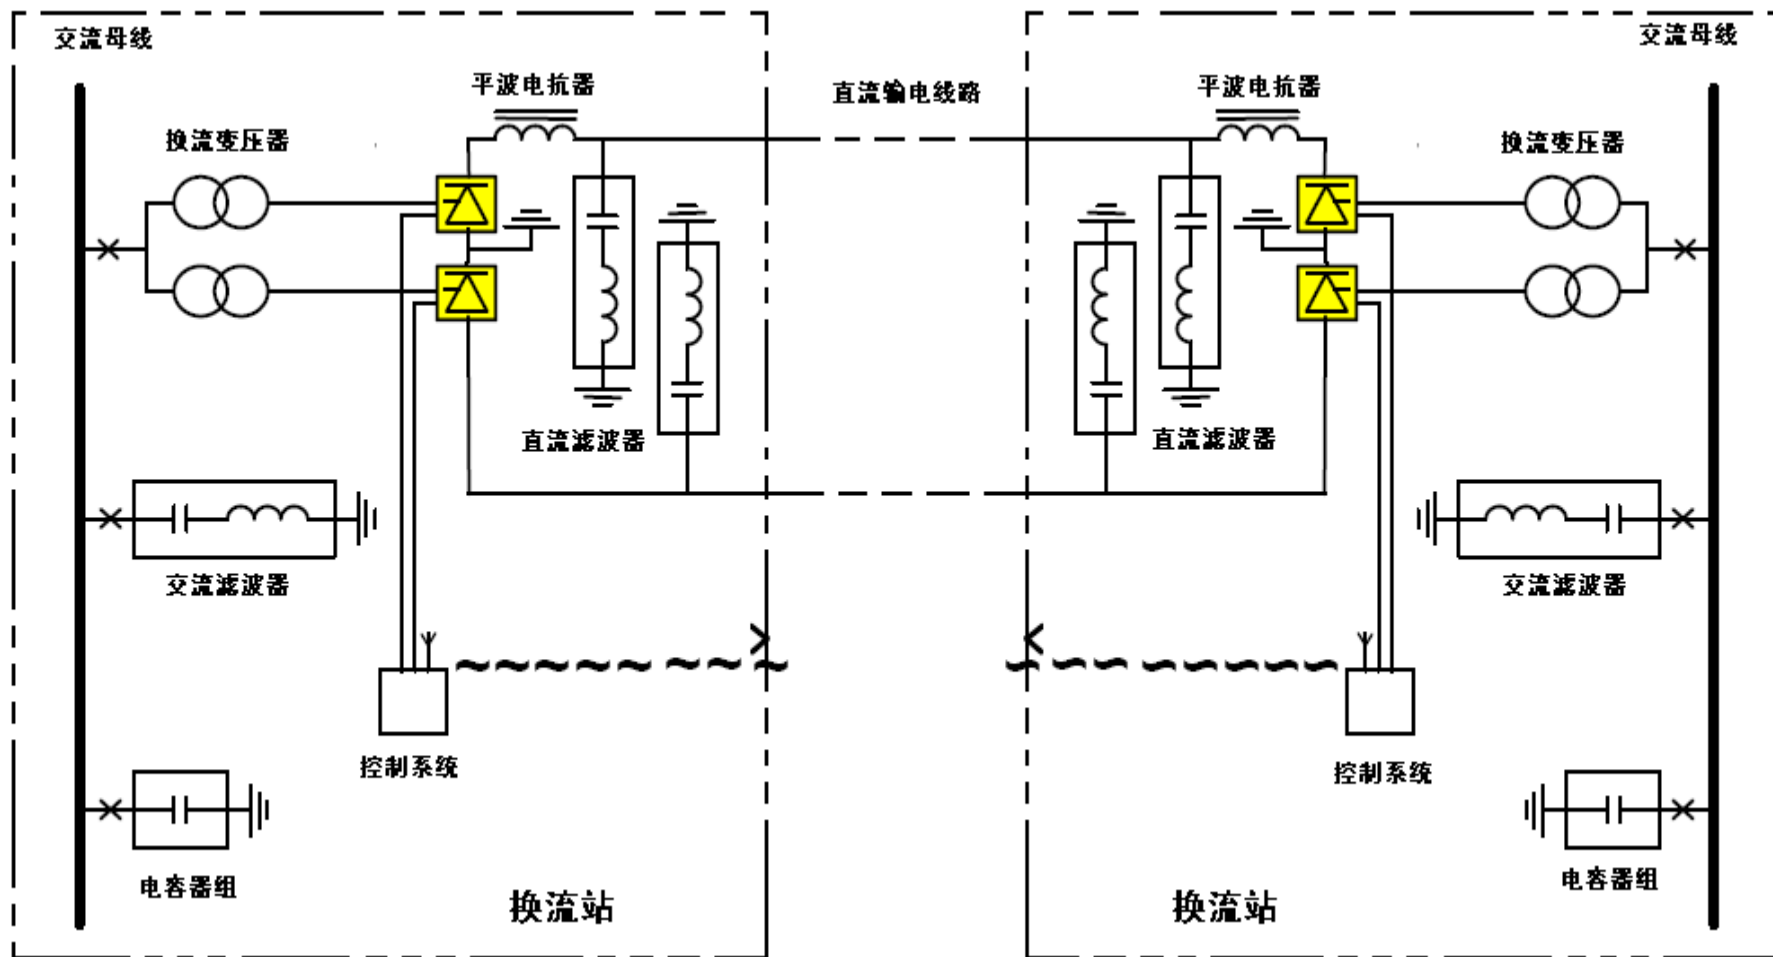 交流母线
交流母线
平波电抗器
直流输电线路
平波电抗器
换流变压器
换流变压器
直流滤波器
直流滤波器
交流滤波器
交流滤波器
控制系统
控制系统
电容器组
电容器组
换流站
换流站